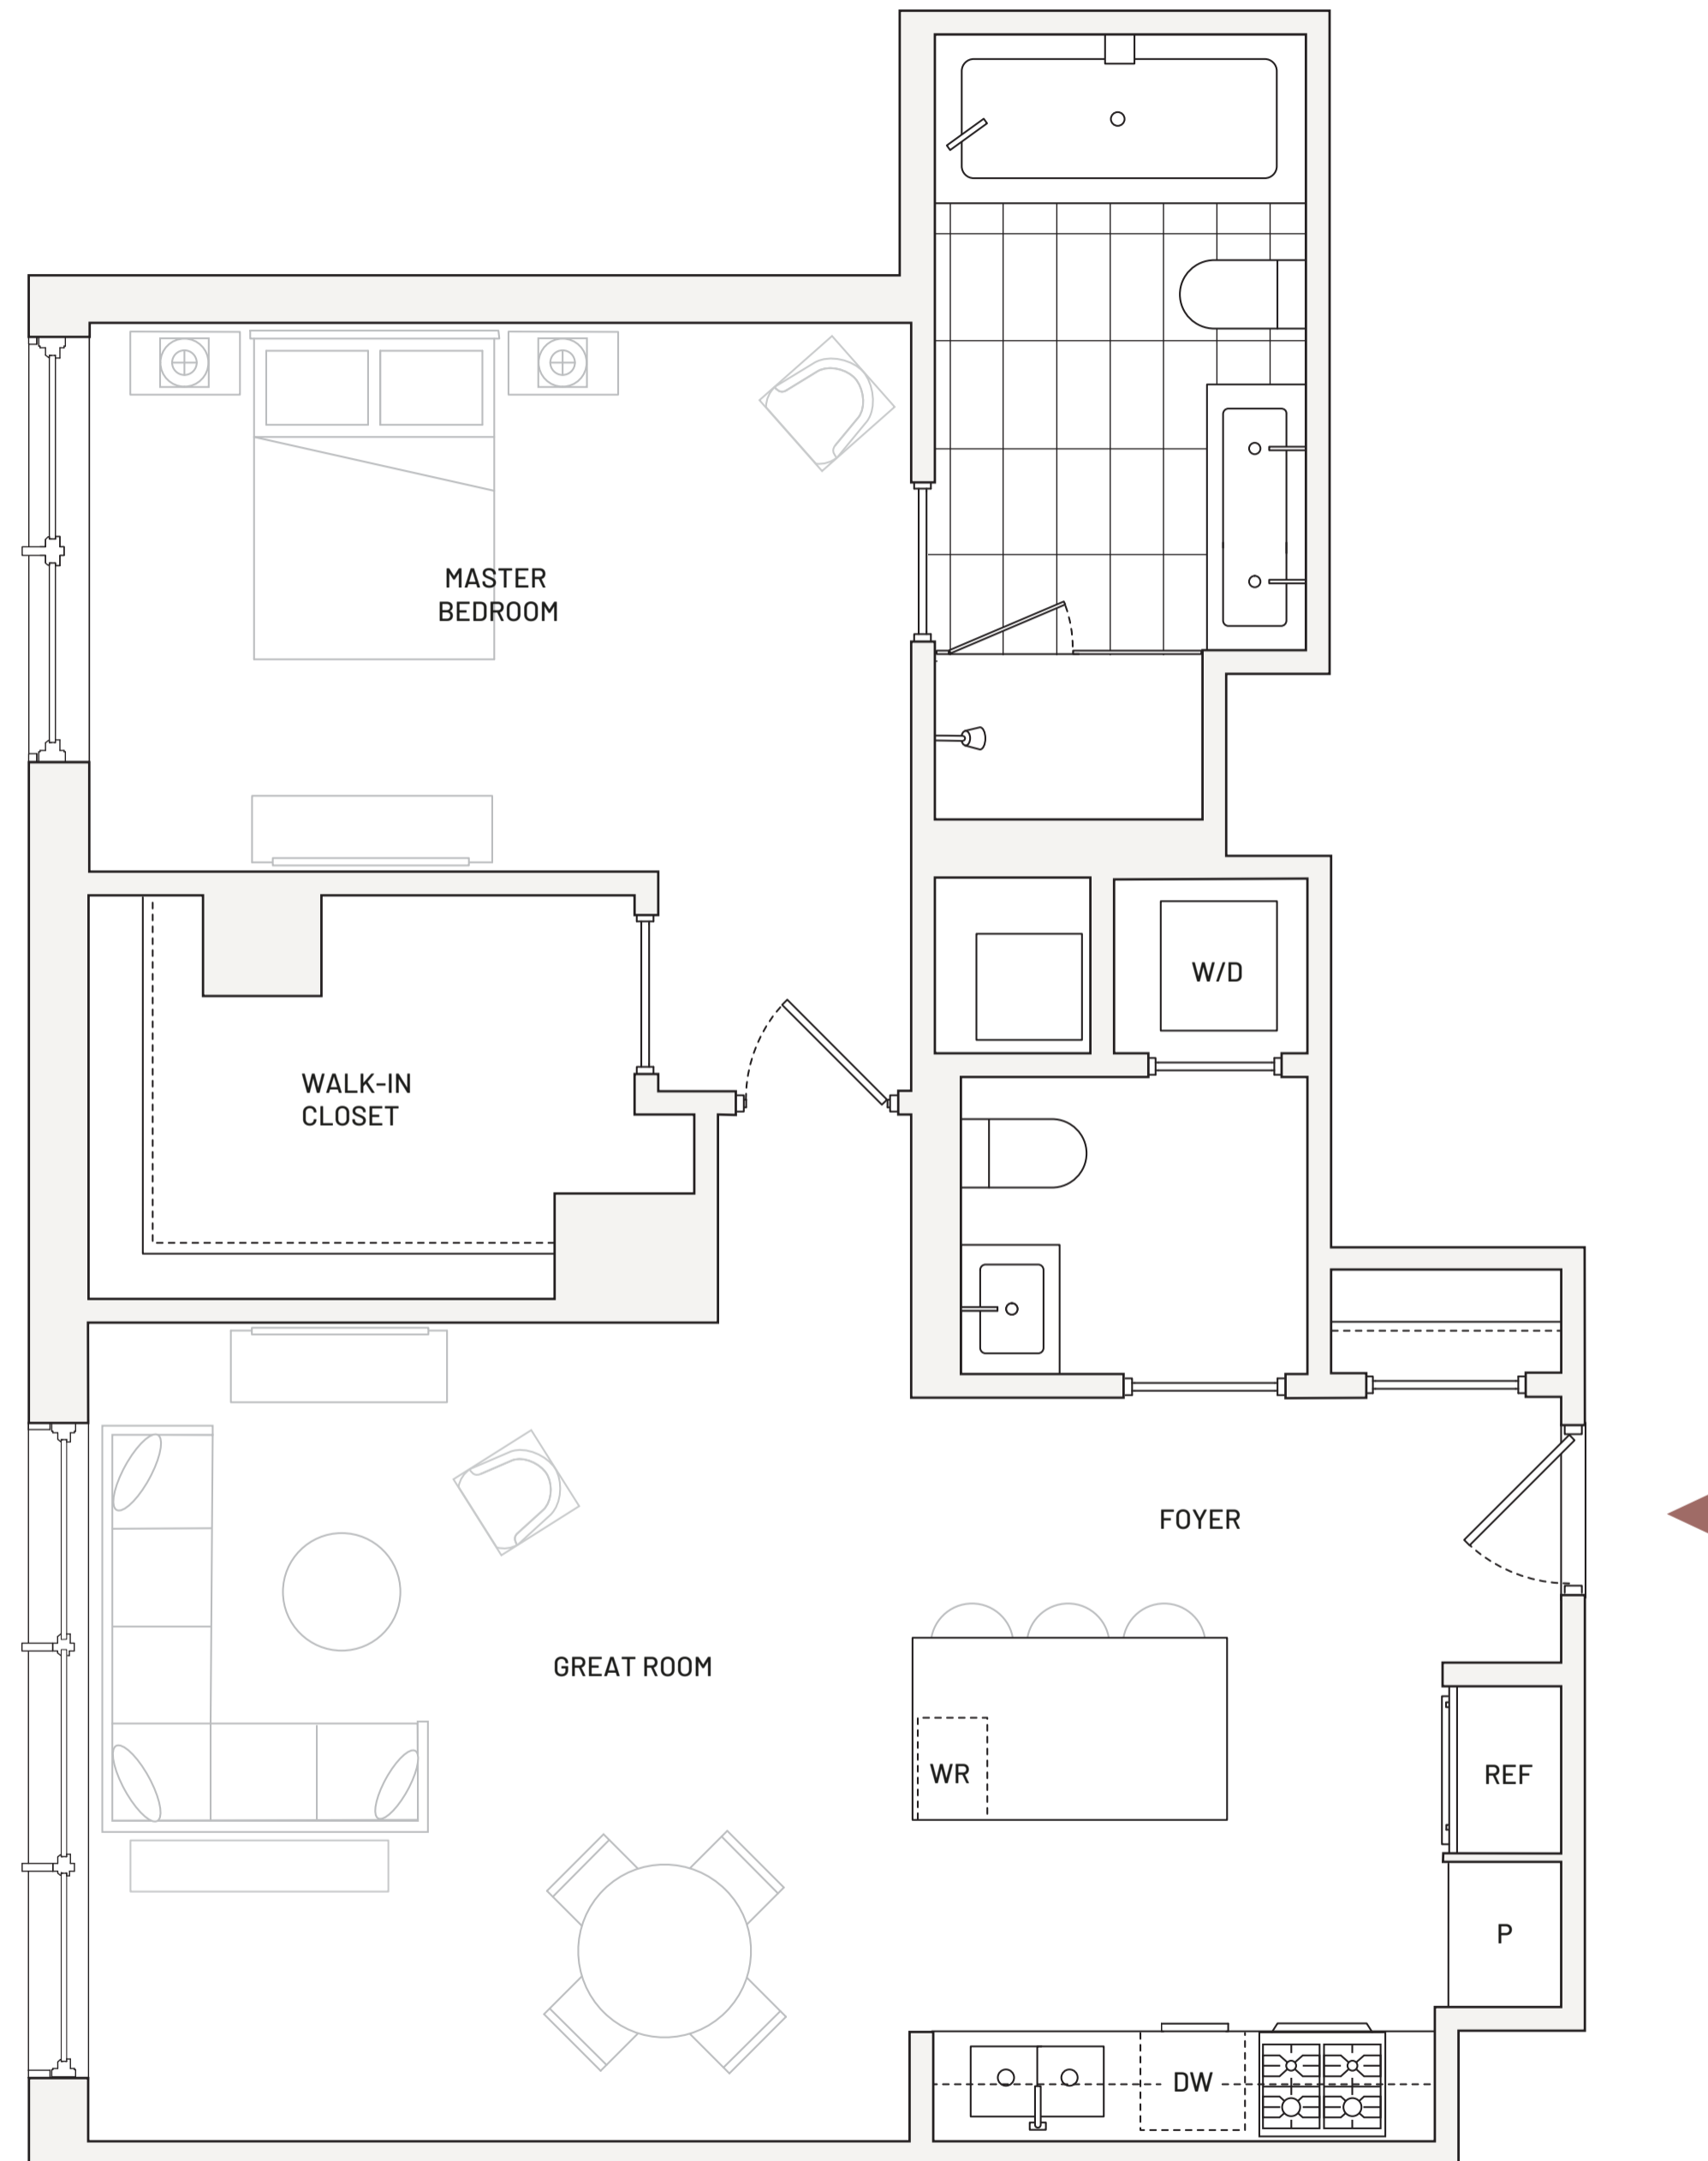 MASTER
BEDROOM
W/D
WALK-IN
CLOSET
FOYER
GREAT ROOM
WR
REF
P
DW